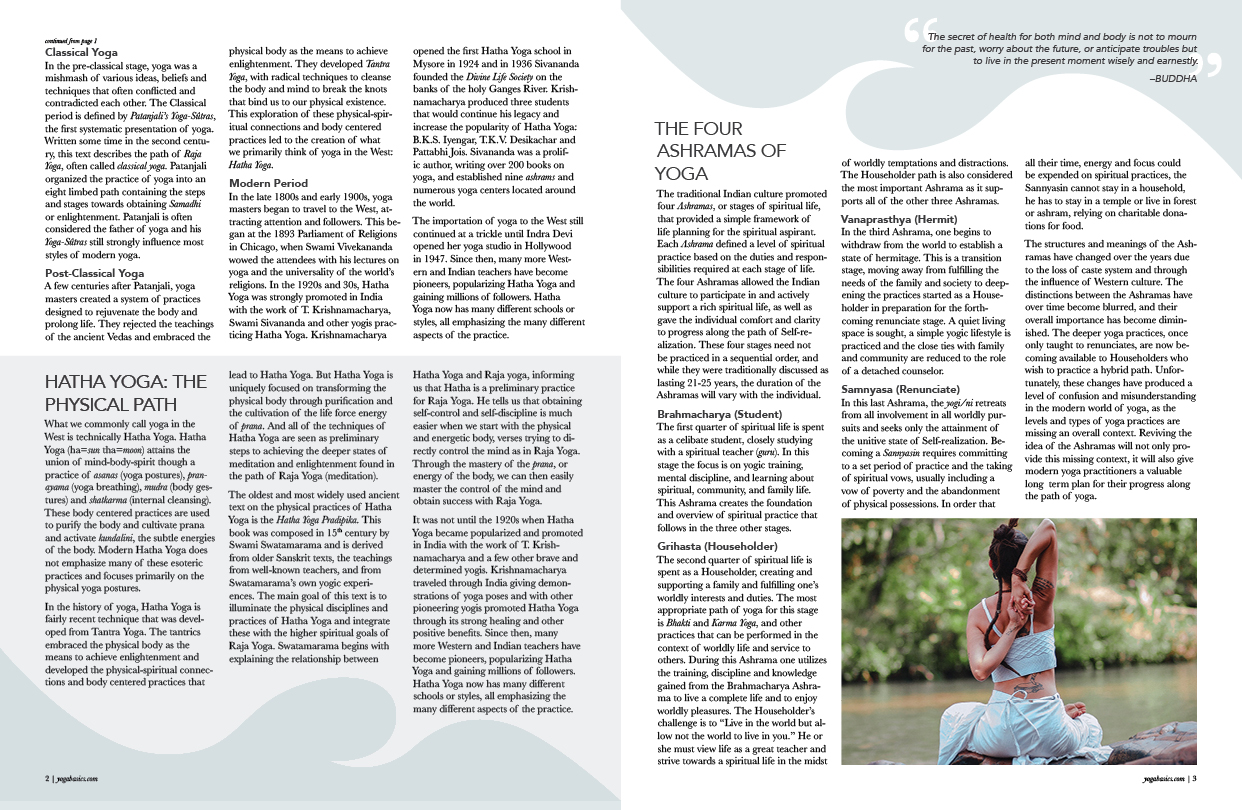 continued from page 1
Classical Yoga
In the pre-classical stage, yoga was a
mishmash of various ideas, beliefs and
techniques that often conflicted and
contradicted each other. The Classical
period is defined by Patanjali's Yoga-Sûtras,
the first systematic presentation of yoga.
Written some time in the second centu-
ry, this text describes the path of Raja
Yoga, often called classical yoga. Patanjali
organized the practice of yoga into an
eight limbed path containing the steps
and stages towards obtaining Samadhi
or enlightenment. Patanjali is often
considered the father of yoga and his
Yoga-Sûtras still strongly influence most
styles of modern yoga.
Post-Classical Yoga
A few centuries after Patanjali, yoga
masters created a system of practices
designed to rejuvenate the body and
prolong life. They rejected the teachings
of the ancient Vedas and embraced the
physical body as the means to achieve
enlightenment. They developed Tantra
Yoga, with radical techniques to cleanse
the body and mind to break the knots
that bind us to our physical existence.
This exploration of these physical-spir-
itual connections and body centered
practices led to the creation of what
we primarily think of yoga in the West:
Hatha Yoga.
Modern Period
In the late 1800s and early 1900s, yoga
masters began to travel to the West, at-
tracting attention and followers. This be-
gan at the 1893 Parliament of Religions
in Chicago, when Swami Vivekananda
wowed the attendees with his lectures on
yoga and the universality of the world's
religions. In the 1920s and 30s, Hatha
Yoga was strongly promoted in India
with the work of T. Krishnamacharya,
Swami Sivananda and other yogis prac-
ticing Hatha Yoga. Krishnamacharya
opened the first Hatha Yoga school in
Mysore in 1924 and in 1936 Sivananda
founded the Divine Life Society on the
banks of the holy Ganges River. Krish-
namacharya produced three students
that would continue his legacy and
increase the popularity of Hatha Yoga:
B.K.S. Iyengar, T.K.V. Desikachar and
Pattabhi Jois. Sivananda was a prolif-
ic author, writing over 200 books on
yoga, and established nine ashrams and
numerous yoga centers located around
the world.
The importation of yoga to the West still
continued at a trickle until Indra Devi
opened her yoga studio in Hollywood
in 1947. Since then, many more West-
ern and Indian teachers have become
pioneers, popularizing Hatha Yoga and
gaining millions of followers. Hatha
Yoga now has many different schools or
styles, all emphasizing the many different
aspects of the practice.
HATHA YOGA: THE
PHYSICAL PATH
What we commonly call yoga in the
West is technically Hatha Yoga. Hatha
Yoga (ha=sun tha=moon) attains the
union of mind-body-spirit though a
practice of asanas (yoga postures), pran-
ayama (yoga breathing), mudra (body ges-
tures) and shatkarma (internal cleansing).
These body centered practices are used
to purify the body and cultivate prana
and activate kundalini, the subtle energies
of the body. Modern Hatha Yoga does
not emphasize many of these esoteric
practices and focuses primarily on the
physical yoga postures.
In the history of yoga, Hatha Yoga is
fairly recent technique that was devel-
oped from Tantra Yoga. The tantrics
embraced the physical body as the
means to achieve enlightenment and
developed the physical-spiritual connec-
tions and body centered practices that
lead to Hatha Yoga. But Hatha Yoga is
uniquely focused on transforming the
physical body through purification and
the cultivation of the life force energy
of prana. And all of the techniques of
Hatha Yoga are seen as preliminary
steps to achieving the deeper states of
meditation and enlightenment found in
the path of Raja Yoga (meditation).
The oldest and most widely used ancient
text on the physical practices of Hatha
Yoga is the Hatha Yoga Pradipika. This
book was composed in 15th century by
Swami Swatamarama and is derived
from older Sanskrit texts, the teachings
from well-known teachers, and from
Swatamarama's own yogic experi-
ences. The main goal of this text is to
illuminate the physical disciplines and
practices of Hatha Yoga and integrate
these with the higher spiritual goals of
Raja Yoga. Swatamarama begins with
explaining the relationship between
Hatha Yoga and Raja yoga, informing
us that Hatha is a preliminary practice
for Raja Yoga. He tells us that obtaining
self-control and self-discipline is much
easier when we start with the physical
and energetic body, verses trying to di-
rectly control the mind as in Raja Yoga.
Through the mastery of the prana, or
energy of the body, we can then easily
master the control of the mind and
obtain success with Raja Yoga.
It was not until the 1920s when Hatha
Yoga became popularized and promoted
in India with the work of T. Krish-
namacharya and a few other brave and
determined yogis. Krishnamacharya
traveled through India giving demon-
strations of yoga poses and with other
pioneering yogis promoted Hatha Yoga
through its strong healing and other
positive benefits. Since then, many
more Western and Indian teachers have
become pioneers, popularizing Hatha
Yoga and gaining millions of followers.
Hatha Yoga now has many different
schools or styles, all emphasizing the
many different aspects of the practice.
2 | yogabasics.com
“The secret of health for both mind and body is not to mourn
for the past, worry about the future, or anticipate troubles but
to live in the present moment wisely and earnestly.”
–BUDDHA
THE FOUR
ASHRAMAS OF
YOGA
The traditional Indian culture promoted
four Ashramas, or stages of spiritual life,
that provided a simple framework of
life planning for the spiritual aspirant.
Each Ashrama defined a level of spiritual
practice based on the duties and respon-
sibilities required at each stage of life.
The four Ashramas allowed the Indian
culture to participate in and actively
support a rich spiritual life, as well as
gave the individual comfort and clarity
to progress along the path of Self-re-
alization. These four stages need not
be practiced in a sequential order, and
while they were traditionally discussed as
lasting 21-25 years, the duration of the
Ashramas will vary with the individual.
Brahmacharya (Student)
The first quarter of spiritual life is spent
as a celibate student, closely studying
with a spiritual teacher (guru). In this
stage the focus is on yogic training,
mental discipline, and learning about
spiritual, community, and family life.
This Ashrama creates the foundation
and overview of spiritual practice that
follows in the three other stages.
Grihasta (Householder)
The second quarter of spiritual life is
spent as a Householder, creating and
supporting a family and fulfilling one's
worldly interests and duties. The most
appropriate path of yoga for this stage
is Bhakti and Karma Yoga, and other
practices that can be performed in the
context of worldly life and service to
others. During this Ashrama one utilizes
the training, discipline and knowledge
gained from the Brahmacharya Ashra-
ma to live a complete life and to enjoy
worldly pleasures. The Householder's
challenge is to “Live in the world but al-
low not the world to live in you.” He or
she must view life as a great teacher and
strive towards a spiritual life in the midst
of worldly temptations and distractions.
The Householder path is also considered
the most important Ashrama as it sup-
ports all of the other three Ashramas.
Vanaprasthya (Hermit)
In the third Ashrama, one begins to
withdraw from the world to establish a
state of hermitage. This is a transition
stage, moving away from fulfilling the
needs of the family and society to deep-
ening the practices started as a House-
holder in preparation for the forth-
coming renunciate stage. A quiet living
space is sought, a simple yogic lifestyle is
practiced and the close ties with family
and community are reduced to the role
of a detached counselor.
Samnyasa (Renunciate)
In this last Ashrama, the yogi/ni retreats
from all involvement in all worldly pur-
suits and seeks only the attainment of
the unitive state of Self-realization. Be-
coming a Sannyasin requires committing
to a set period of practice and the taking
of spiritual vows, usually including a
vow of poverty and the abandonment
of physical possessions. In order that
all their time, energy and focus could
be expended on spiritual practices, the
Sannyasin cannot stay in a household,
he has to stay in a temple or live in forest
or ashram, relying on charitable dona-
tions for food.
The structures and meanings of the Ash-
ramas have changed over the years due
to the loss of caste system and through
the influence of Western culture. The
distinctions between the Ashramas have
over time become blurred, and their
overall importance has become dimin-
ished. The deeper yoga practices, once
only taught to renunciates, are now be-
coming available to Householders who
wish to practice a hybrid path. Unfor-
tunately, these changes have produced a
level of confusion and misunderstanding
in the modern world of yoga, as the
levels and types of yoga practices are
missing an overall context. Reviving the
idea of the Ashramas will not only pro-
vide this missing context, it will also give
modern yoga practitioners a valuable
long term plan for their progress along
the path of yoga.
yogabasics.com | 3